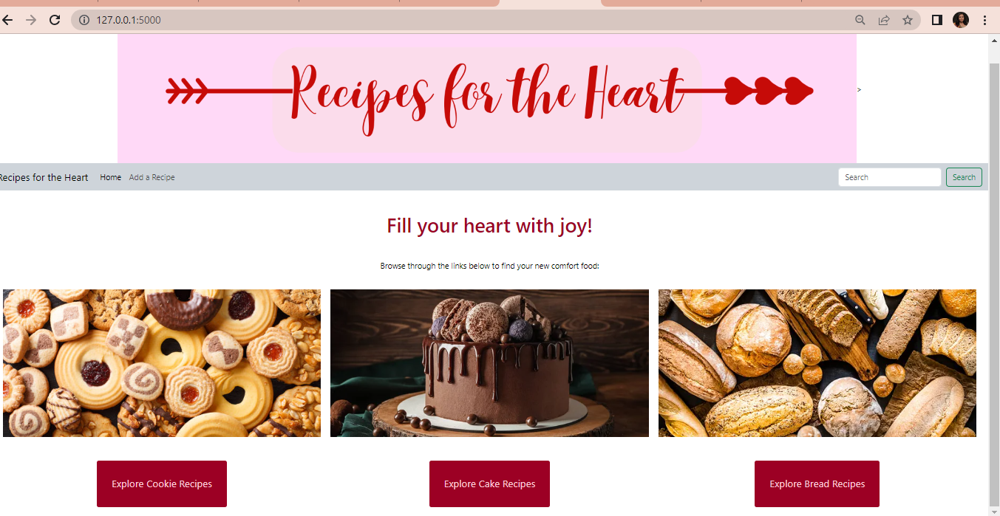 127.0.0.1:5000
Recipes for the Heart
>
Recipes for the Heart Home Add a Recipe Search Search
Fill your heart with joy!
Browse through the links below to find your new comfort food:
Explore Cookie Recipes Explore Cake Recipes Explore Bread Recipes